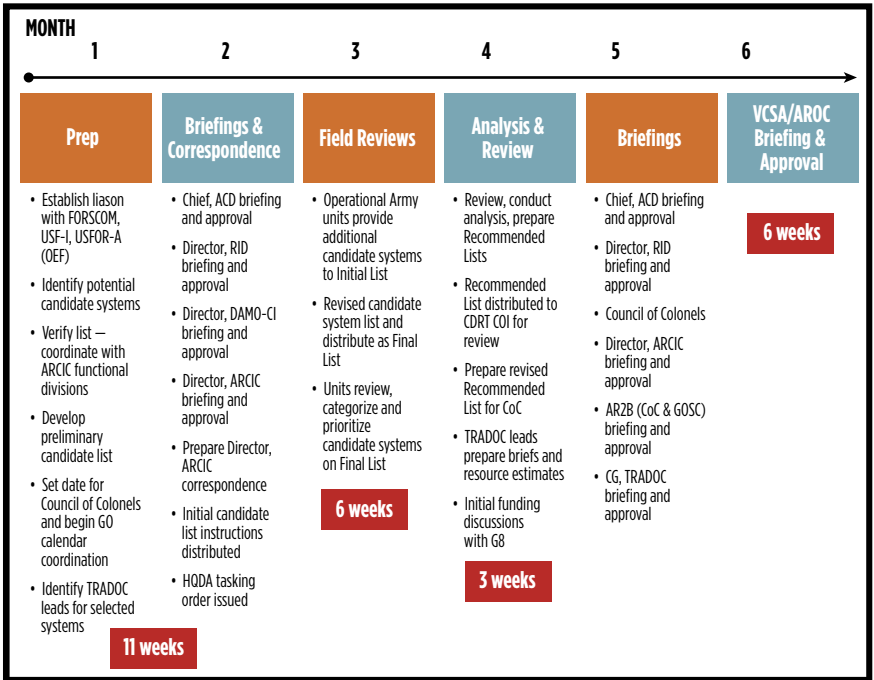 MONTH
1 2 3 4 5 6
Prep
• Establish liason
with FORSCOM,
USF-I, USFOR-A
(OEF)
• Identify potential
candidate systems
• Verify list –
coordinate with
ARCIC functional
divisions
• Develop
preliminary
candidate list
• Set date for
Council of Colonels
and begin GO
calendar
coordination
• Identify TRADOC
leads for selected
systems
11 weeks
Briefings &
Correspondence
• Chief, ACD briefing
and approval
• Director, RID
briefing and
approval
• Director, DAMO-CI
briefing and
approval
• Director, ARCIC
briefing and
approval
• Prepare Director,
ARCIC
correspondence
• Initial candidate
list instructions
distributed
• HQDA tasking
order issued
Field Reviews
• Operational Army
units provide
additional
candidate systems
to Initial List
• Revised candidate
system list and
distribute as Final
List
• Units review,
categorize and
prioritize
candidate systems
on Final List
6 weeks
Analysis &
Review
• Review, conduct
analysis, prepare
Recommended
Lists
• Recommended
List distributed to
CDRT COI for
review
• Prepare revised
Recommended
List for CoC
• TRADOC leads
prepare briefs and
resource estimates
• Initial funding
discussions
with G8
3 weeks
Briefings
• Chief, ACD briefing
and approval
• Director, RID
briefing and
approval
• Council of Colonels
• Director, ARCIC
briefing and
approval
• AR2B (CoC & GOSC)
briefing and
approval
• CG, TRADOC
briefing and
approval
VCSA/AROC
Briefing &
Approval
6 weeks